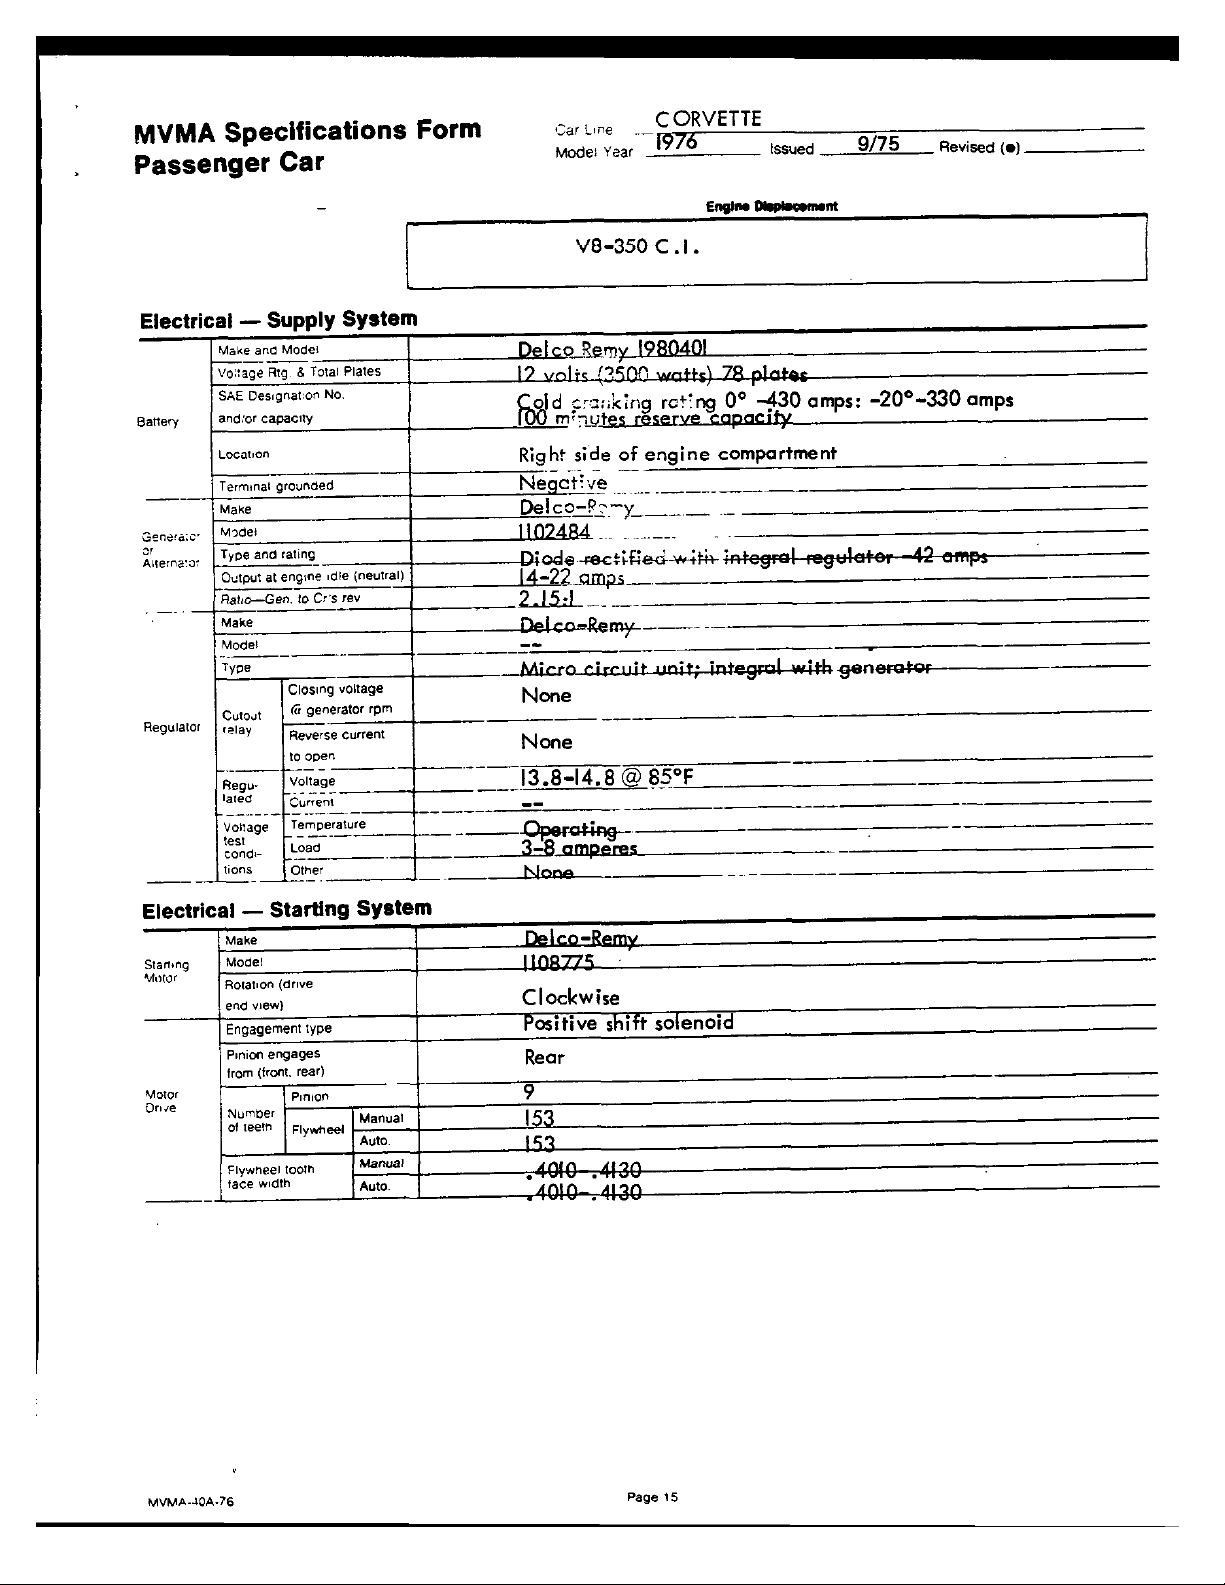 MVMA Specifications Form
Passenger Car
Car Line CORVETTE
Model Year 1976 Issued 9/75 Revised (●)
Engine Displacement
V8-350 C.I.
Electrical — Supply System
Battery
Make and Model Delco Remy 1980401
Voltage Rtg. & Total Plates 12 volts (3500 watts) 78 plates
SAE Designation No. and/or capacity Cold cranking rating 0° -430 amps: -20°-330 amps
100 minutes reserve capacity
Location Right side of engine compartment
Terminal grounded Negative
Generator or Alternator
Make Delco-Remy
Model 1102484
Type and rating Diode rectified with integral regulator -42 amps
Output at engine idle (neutral) 14-22 amps
Ratio—Gen. to Cr's rev 2.15:1
Regulator
Make Delco-Remy
Model --
Type Micro circuit unit; integral with generator
Cutout relay
Closing voltage @ generator rpm None
Reverse current to open None
Regulated
Voltage 13.8-14.8 @ 85°F
Current --
Voltage test conditions
Temperature Operating
Load 3-8 amperes
Other None
Electrical — Starting System
Starting Motor
Make Delco-Remy
Model 1108775
Rotation (drive end view) Clockwise
Motor Drive
Engagement type Positive shift solenoid
Pinion engages from (front, rear) Rear
Number of teeth
Pinion 9
Flywheel Manual 153
Auto. 153
Flywheel tooth face width
Manual .4010-.4130
Auto. .4010-.4130
MVMA-40A-76
Page 15